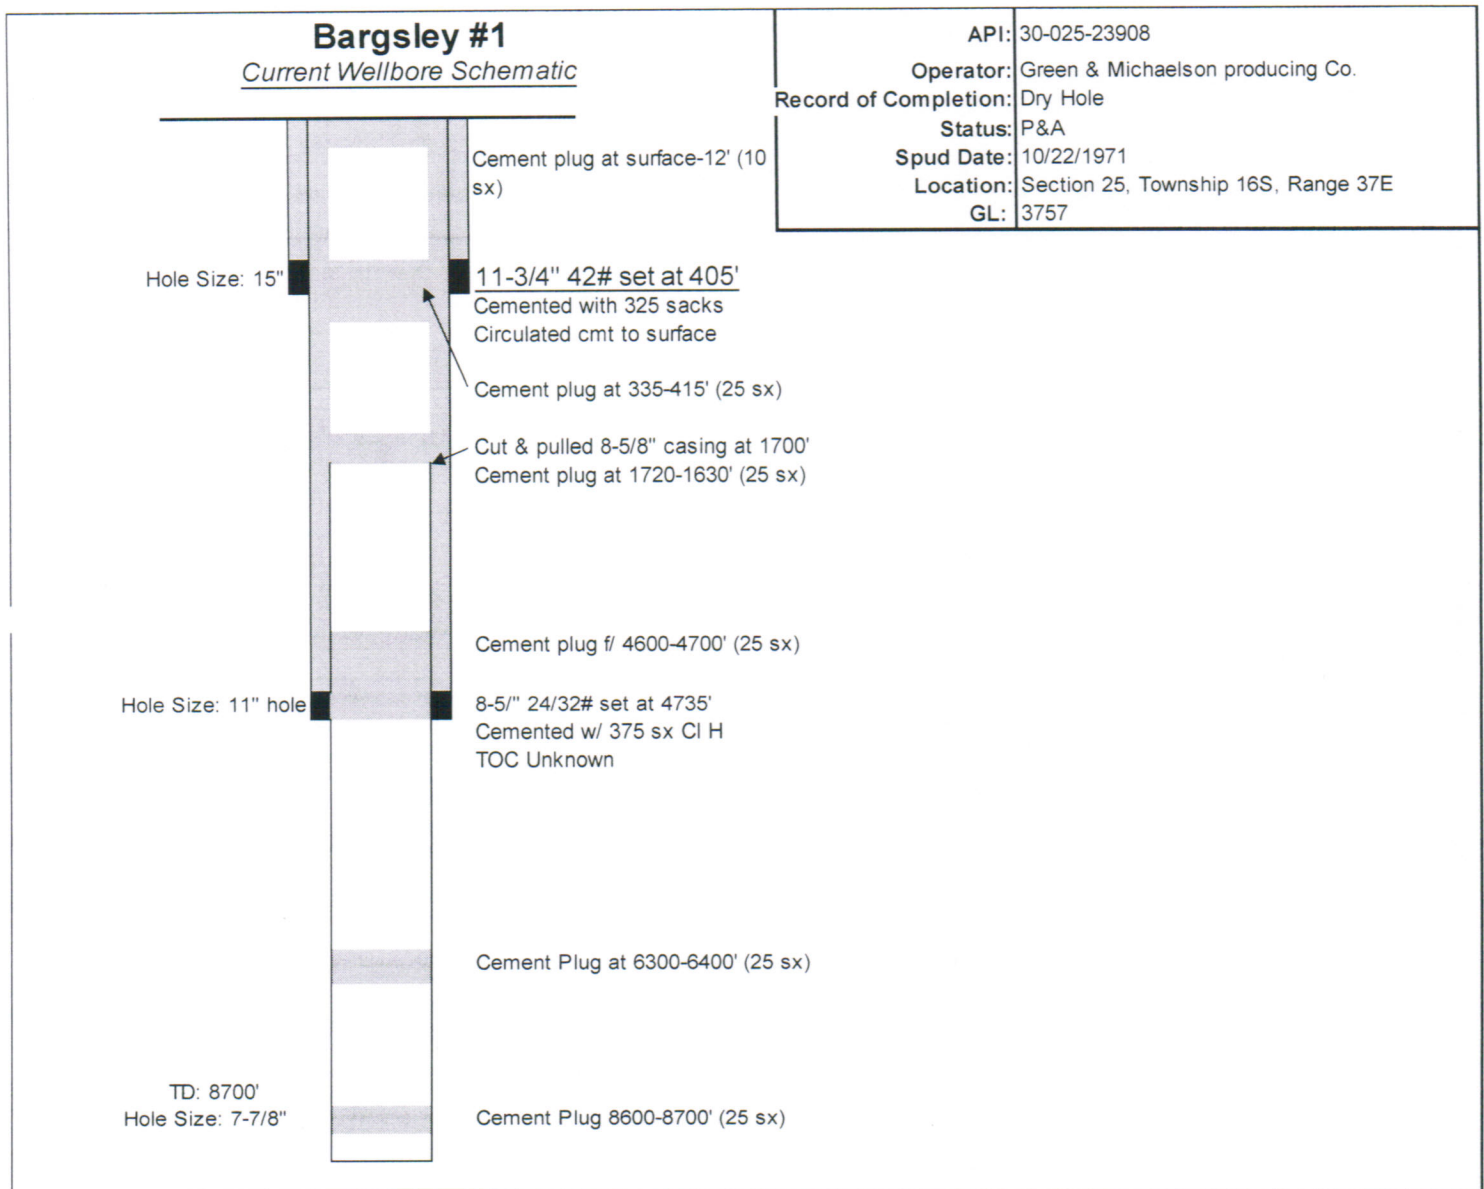 Bargsley #1
Current Wellbore Schematic
API: 30-025-23908
Operator: Green & Michaelson producing Co.
Record of Completion: Dry Hole
Status: P&A
Spud Date: 10/22/1971
Location: Section 25, Township 16S, Range 37E
GL: 3757
Cement plug at surface-12' (10
sx)
Hole Size: 15"
11-3/4" 42# set at 405'
Cemented with 325 sacks
Circulated cmt to surface
Cement plug at 335-415' (25 sx)
Cut & pulled 8-5/8" casing at 1700'
Cement plug at 1720-1630' (25 sx)
Cement plug f/ 4600-4700' (25 sx)
Hole Size: 11" hole
8-5/" 24/32# set at 4735'
Cemented w/ 375 sx Cl H
TOC Unknown
Cement Plug at 6300-6400' (25 sx)
TD: 8700'
Hole Size: 7-7/8"
Cement Plug 8600-8700' (25 sx)